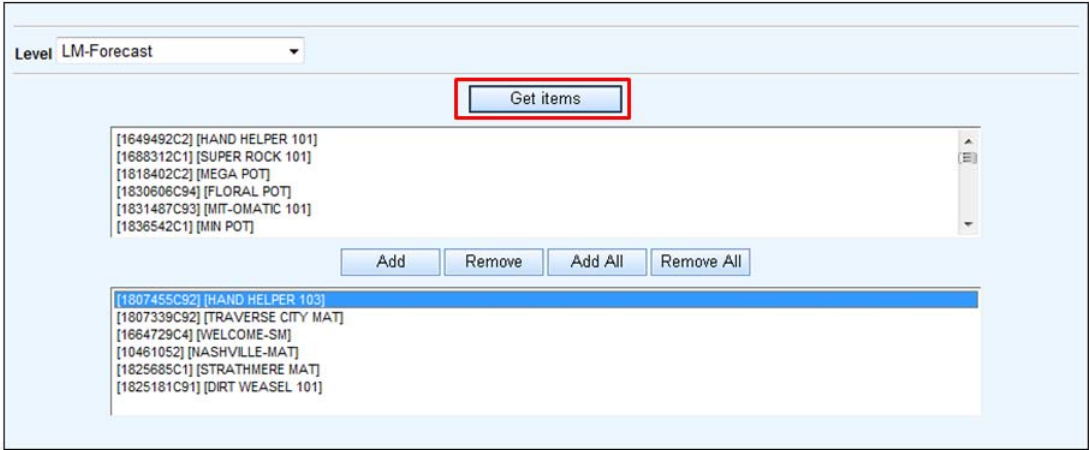 Level LM-Forecast
Get items
[1649492C2] [HAND HELPER 101]
[1688312C1] [SUPER ROCK 101]
[1818402C2] [MEGA POT]
[1830606C94] [FLORAL POT]
[1831487C93] [MIT-OMATIC 101]
[1836542C1] [MIN POT]
Add Remove Add All Remove All
[1807455C92] [HAND HELPER 103]
[1807339C92] [TRAVERSE CITY MAT]
[1664729C4] [WELCOME-SM]
[10461052] [NASHVILLE-MAT]
[1825685C1] [STRATHMERE MAT]
[1825181C91] [DIRT WEASEL 101]